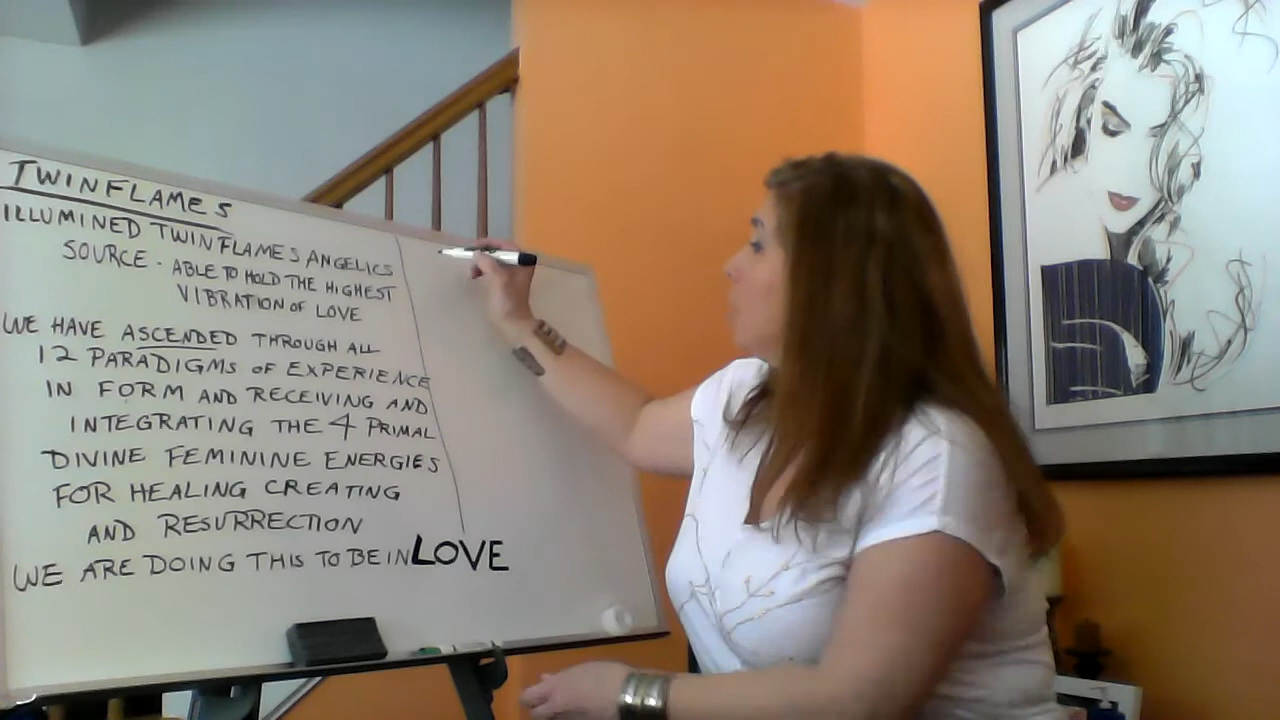 TWINFLAMES
ILLUMINED TWINFLAMES ANGELICS
SOURCE - ABLE TO HOLD THE HIGHEST
VIBRATION OF LOVE
WE HAVE ASCENDED THROUGH ALL
12 PARADIGMS OF EXPERIENCE
IN FORM AND RECEIVING AND
INTEGRATING THE 4 PRIMAL
DIVINE FEMININE ENERGIES
FOR HEALING CREATING
AND RESURRECTION
WE ARE DOING THIS TO BE IN LOVE